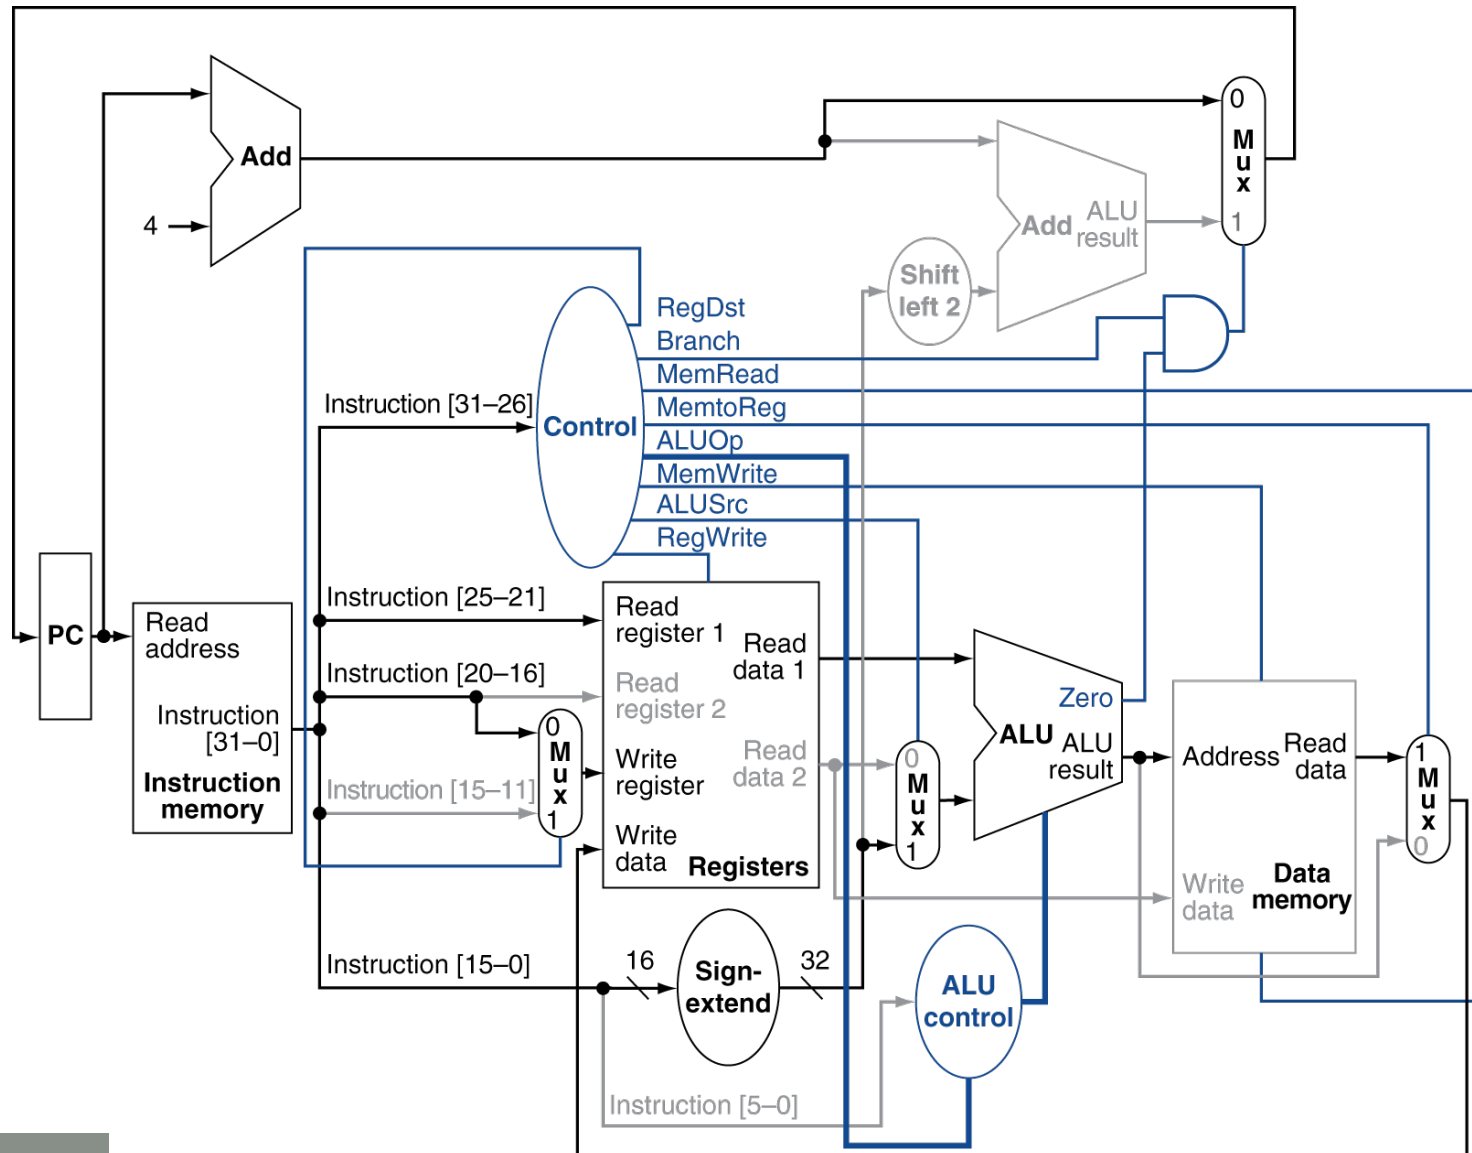 0
M
u
x
1
Add
4
ALU
Add result
Shift
left 2
RegDst
Branch
MemRead
MemtoReg
ALUOp
MemWrite
ALUSrc
RegWrite
Instruction [31–26]
Control
PC
Read
address
Instruction
[31–0]
Instruction
memory
Instruction [25–21]
Instruction [20–16]
Instruction [15–11]
Instruction [15–0]
0
M
u
x
1
Read
register 1
Read
register 2
Write
register
Write
data
Read
data 1
Read
data 2
Registers
0
M
u
x
1
Zero
ALU
ALU
result
Address
Read
data
Write
data
Data
memory
1
M
u
x
0
16
Sign-
extend
32
ALU
control
Instruction [5–0]